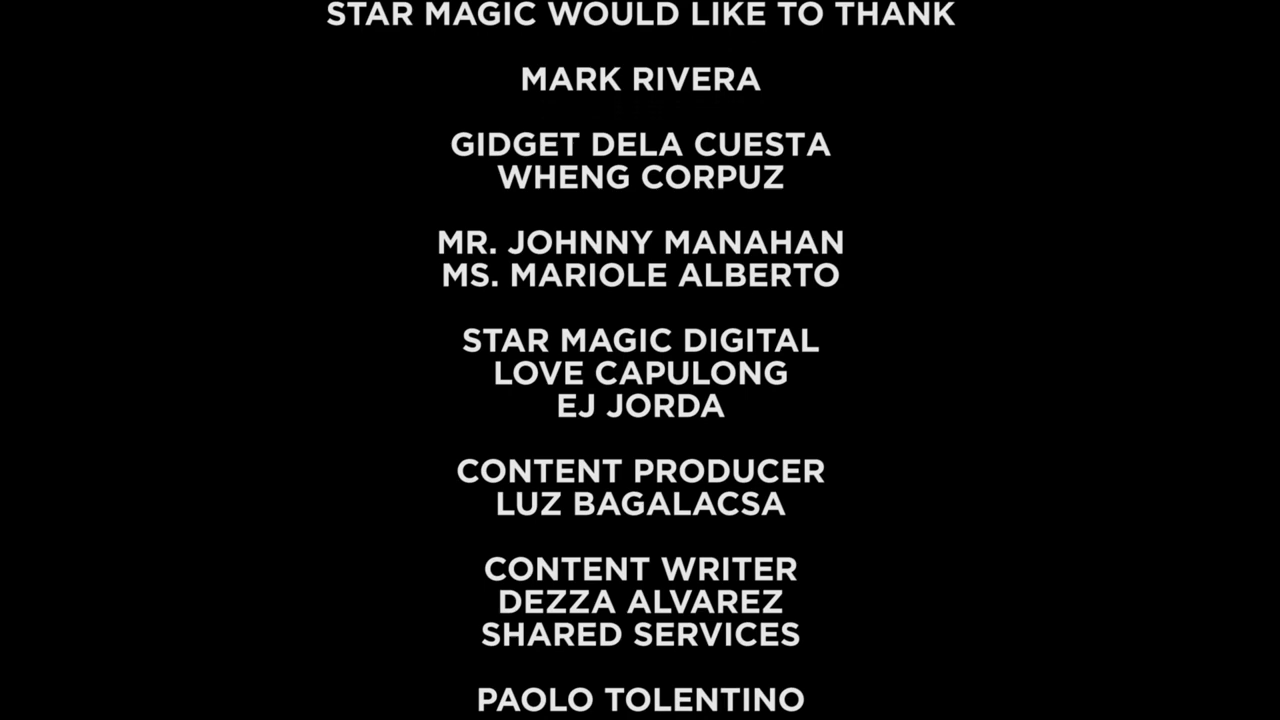 STAR MAGIC WOULD LIKE TO THANK
MARK RIVERA
GIDGET DELA CUESTA
WHENG CORPUZ
MR. JOHNNY MANAHAN
MS. MARIOLE ALBERTO
STAR MAGIC DIGITAL
LOVE CAPULONG
EJ JORDA
CONTENT PRODUCER
LUZ BAGALACSA
CONTENT WRITER
DEZZA ALVAREZ
SHARED SERVICES
PAOLO TOLENTINO